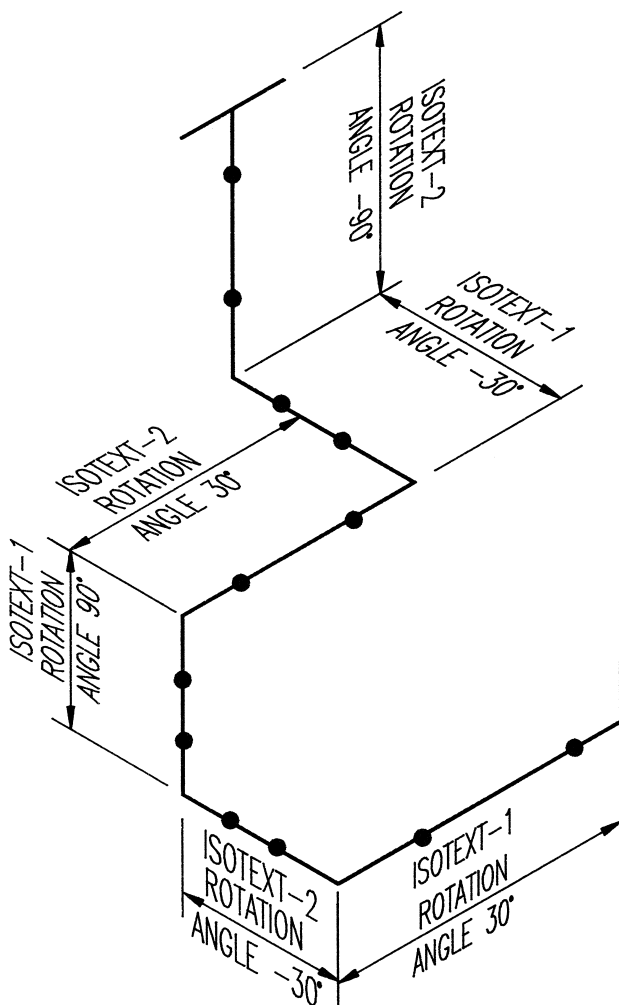 ISOTEXT-2
ROTATION
ANGLE -90°
ISOTEXT-1
ROTATION
ANGLE -30°
ISOTEXT-2
ROTATION
ANGLE 30°
ISOTEXT-1
ROTATION
ANGLE 90°
ISOTEXT-2
ROTATION
ANGLE -30°
ISOTEXT-1
ROTATION
ANGLE 30°